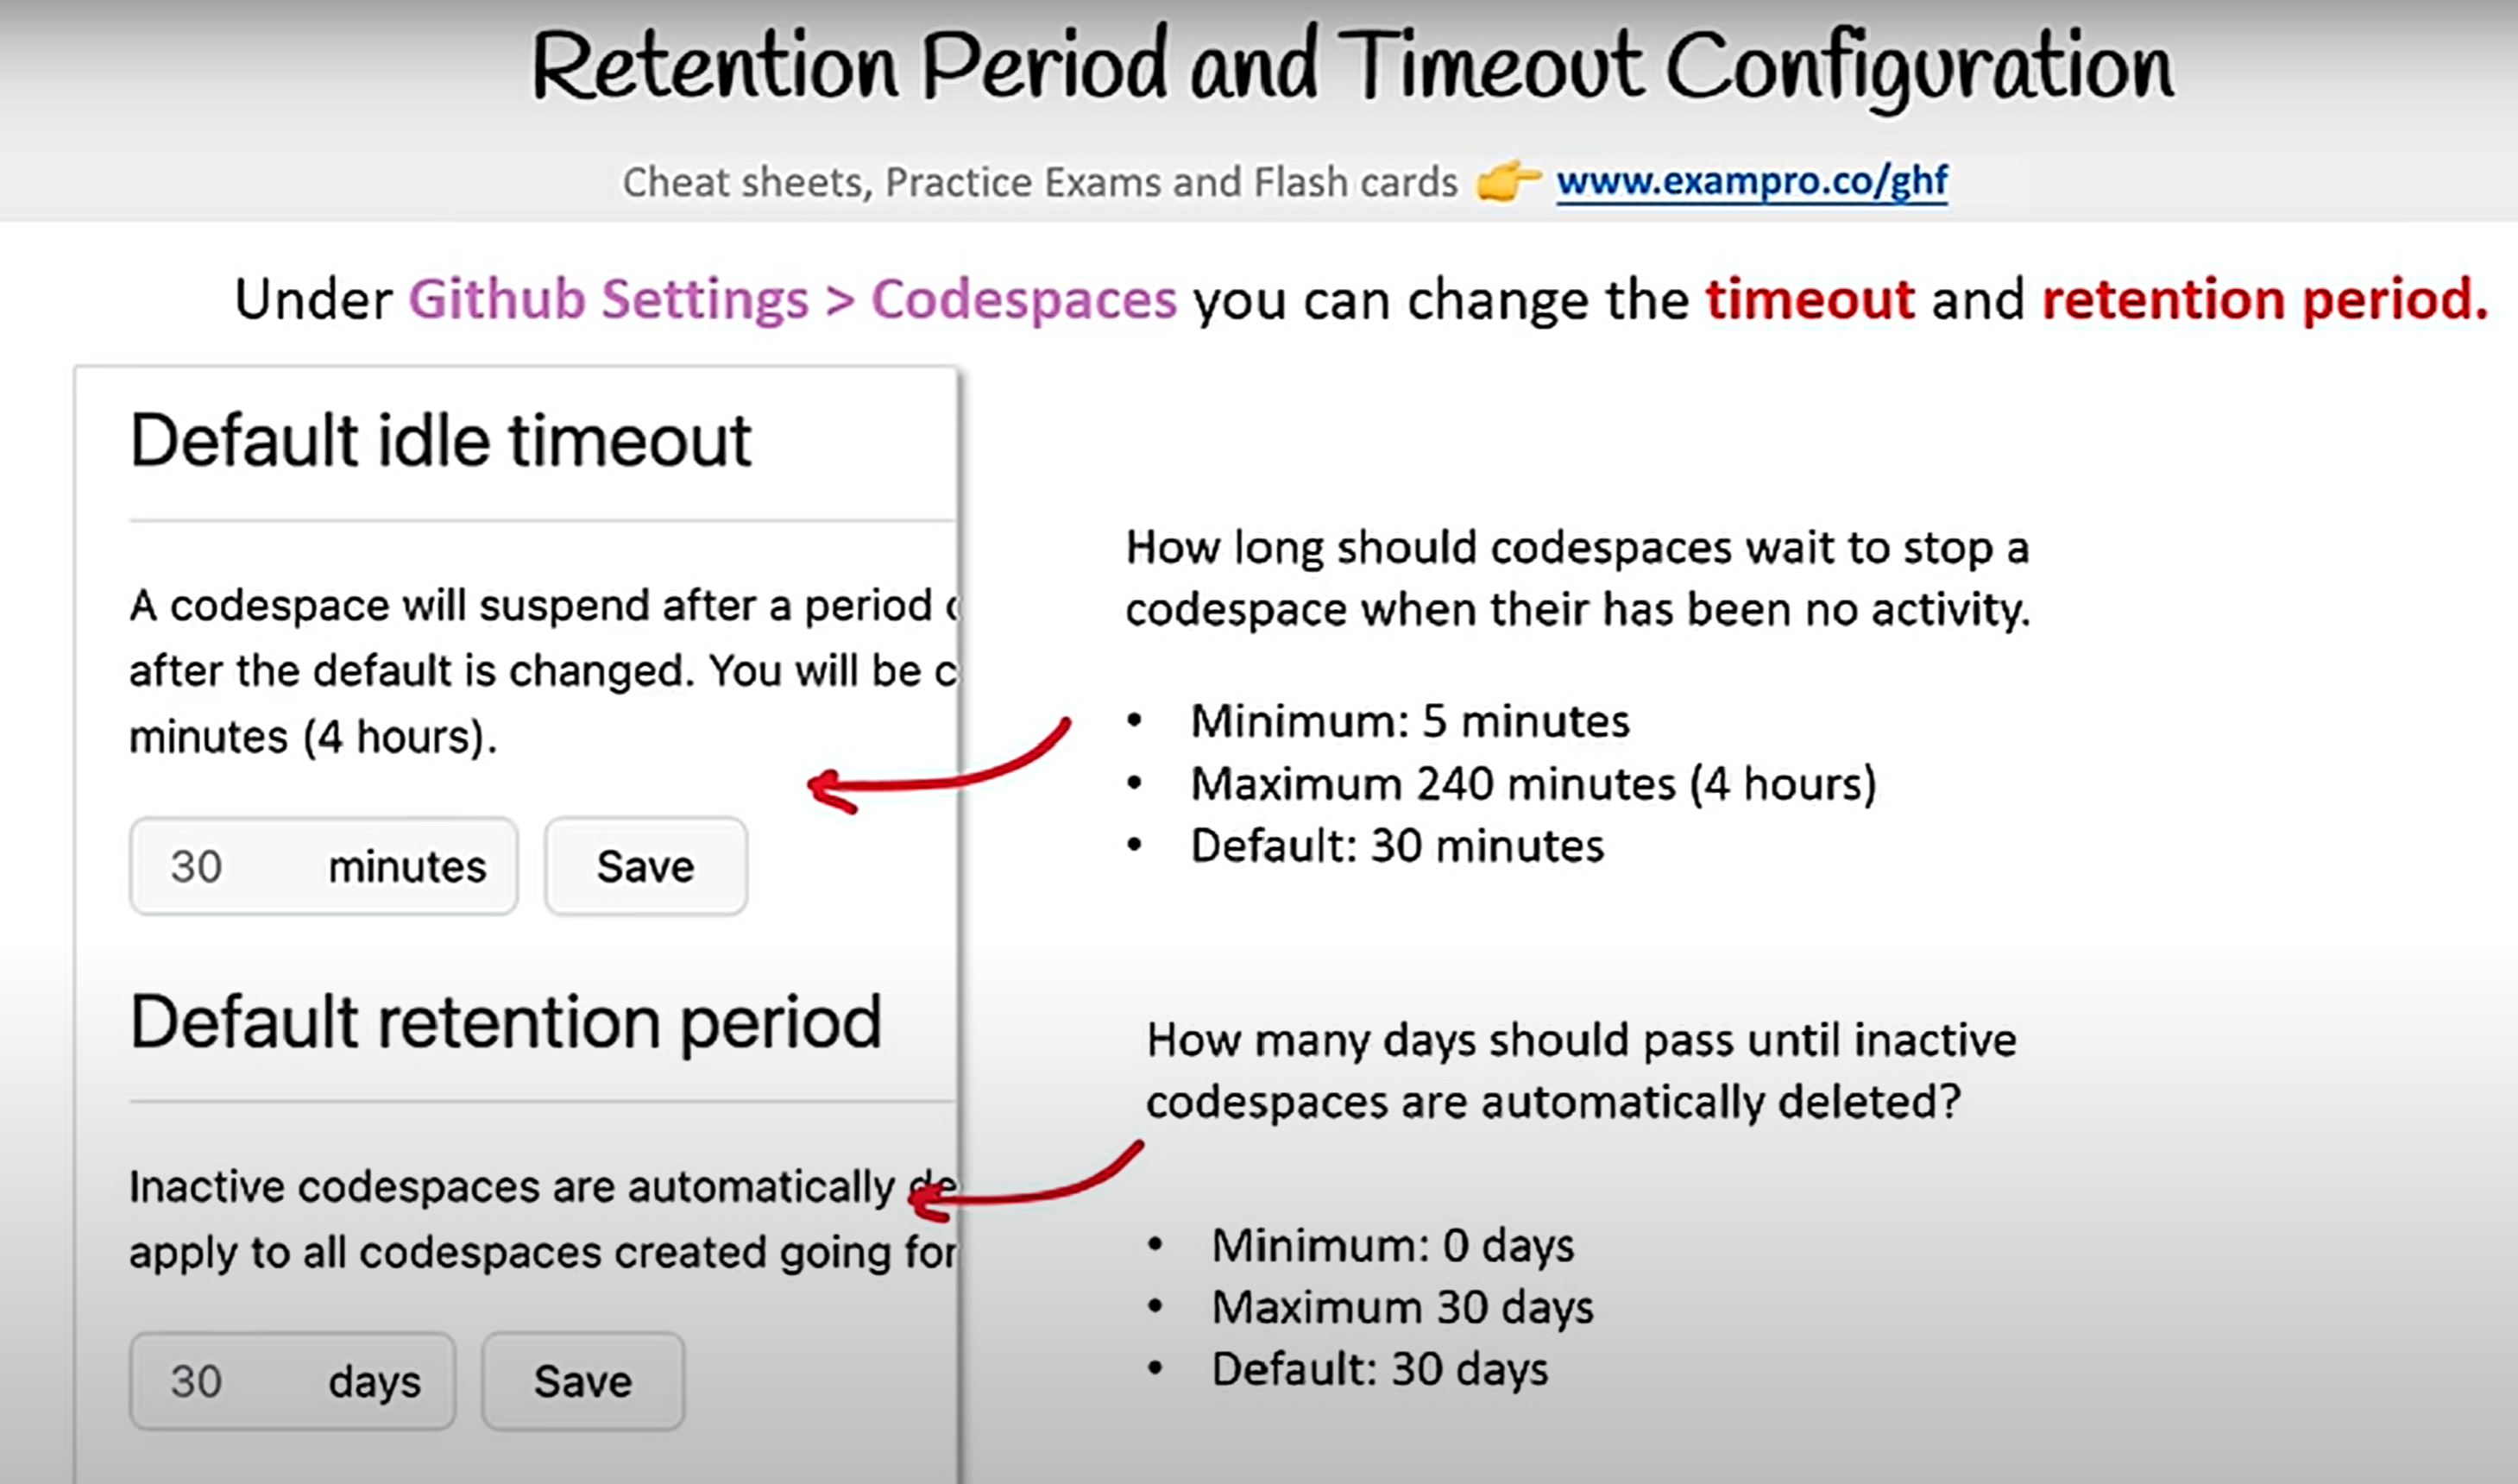 Retention Period and Timeout Configuration
Cheat sheets, Practice Exams and Flash cards 👉 www.exampro.co/ghf
Under Github Settings > Codespaces you can change the timeout and retention period.
Default idle timeout
A codespace will suspend after a period
after the default is changed. You will be
minutes (4 hours).
30 minutes Save
How long should codespaces wait to stop a
codespace when their has been no activity.
• Minimum: 5 minutes
• Maximum 240 minutes (4 hours)
• Default: 30 minutes
Default retention period
Inactive codespaces are automatically de
apply to all codespaces created going for
30 days Save
How many days should pass until inactive
codespaces are automatically deleted?
• Minimum: 0 days
• Maximum 30 days
• Default: 30 days